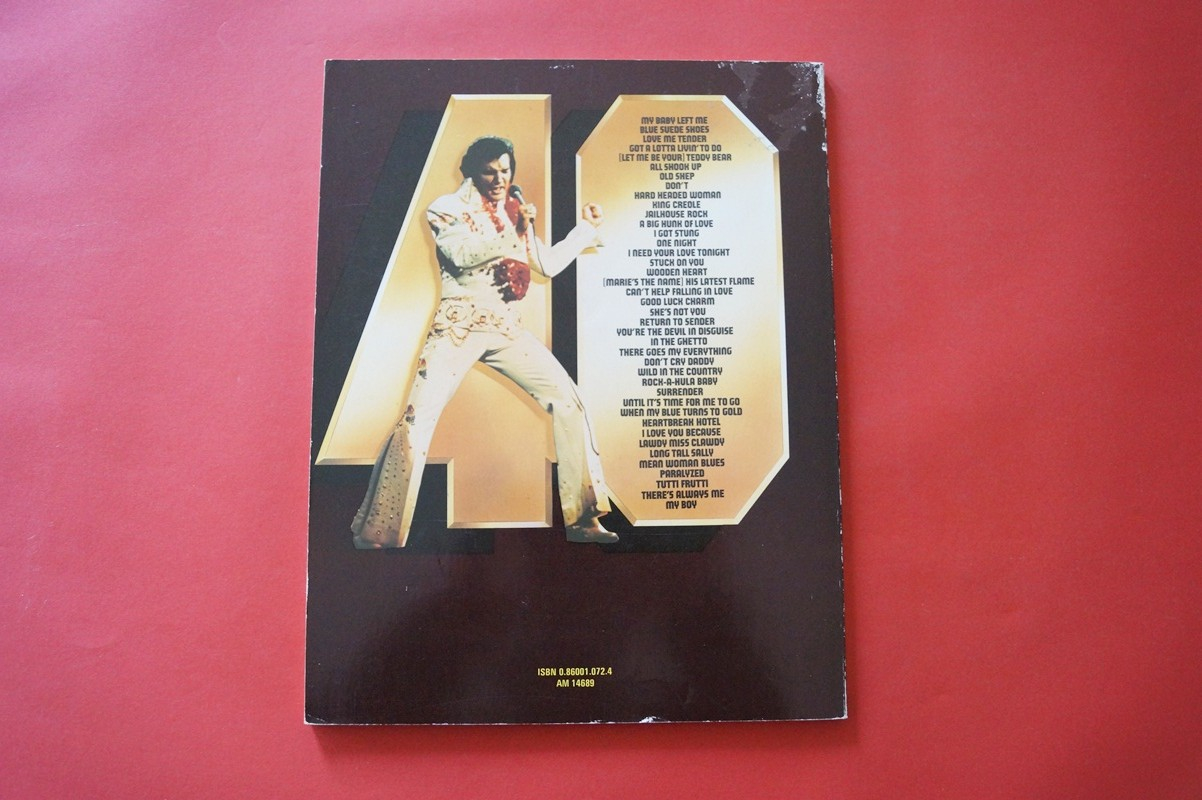 40
MY BABY LEFT ME
BLUE SUEDE SHOES
LOVE ME TENDER
GOT A LOTTA LIVIN' TO DO
[LET ME BE YOUR] TEDDY BEAR
ALL SHOOK UP
OLD SHEP
DON'T
HARD HEADED WOMAN
KING CREOLE
JAILHOUSE ROCK
A BIG HUNK OF LOVE
I GOT STUNG
ONE NIGHT
I NEED YOUR LOVE TONIGHT
STUCK ON YOU
WOODEN HEART
[MARIE'S THE NAME] HIS LATEST FLAME
CAN'T HELP FALLING IN LOVE
GOOD LUCK CHARM
SHE'S NOT YOU
RETURN TO SENDER
YOU'RE THE DEVIL IN DISGUISE
IN THE GHETTO
THERE GOES MY EVERYTHING
DON'T CRY DADDY
WILD IN THE COUNTRY
ROCK-A-HULA BABY
SURRENDER
UNTIL IT'S TIME FOR ME TO GO
WHEN MY BLUE TURNS TO GOLD
HEARTBREAK HOTEL
I LOVE YOU BECAUSE
LAWDY MISS CLAWDY
LONG TALL SALLY
MEAN WOMAN BLUES
PARALYZED
TUTTI FRUTTI
THERE'S ALWAYS ME
MY BOY
ISBN 0.86001.072.4
AM 14689